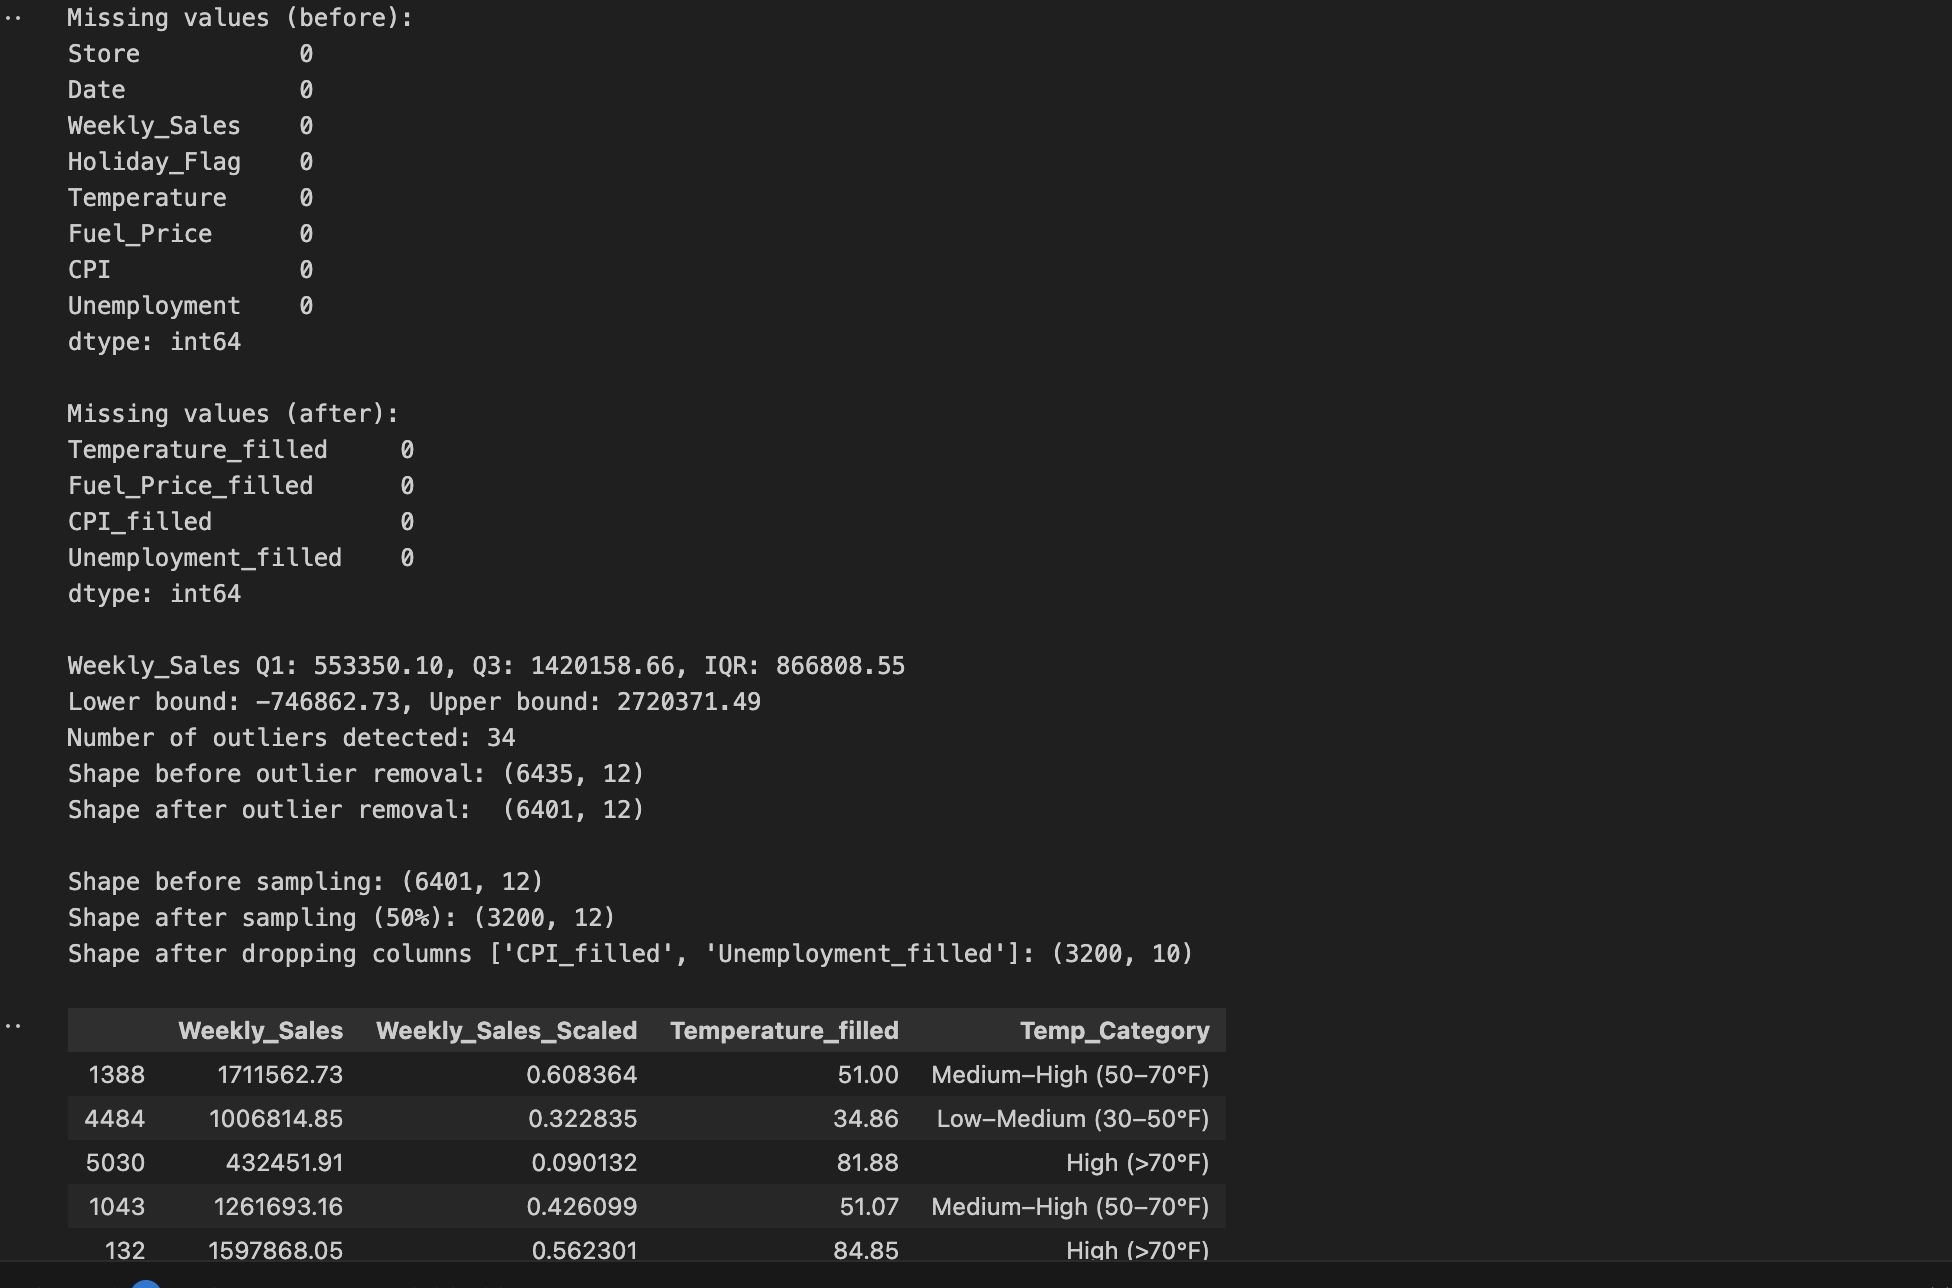 Missing values (before):
Store 0
Date 0
Weekly_Sales 0
Holiday_Flag 0
Temperature 0
Fuel_Price 0
CPI 0
Unemployment 0
dtype: int64
Missing values (after):
Temperature_filled 0
Fuel_Price_filled 0
CPI_filled 0
Unemployment_filled 0
dtype: int64
Weekly_Sales Q1: 553350.10, Q3: 1420158.66, IQR: 866808.55
Lower bound: -746862.73, Upper bound: 2720371.49
Number of outliers detected: 34
Shape before outlier removal: (6435, 12)
Shape after outlier removal:  (6401, 12)
Shape before sampling: (6401, 12)
Shape after sampling (50%): (3200, 12)
Shape after dropping columns ['CPI_filled', 'Unemployment_filled']: (3200, 10)
Weekly_Sales Weekly_Sales_Scaled Temperature_filled Temp_Category
1388 1711562.73 0.608364 51.00 Medium–High (50–70°F)
4484 1006814.85 0.322835 34.86 Low–Medium (30–50°F)
5030 432451.91 0.090132 81.88 High (>70°F)
1043 1261693.16 0.426099 51.07 Medium–High (50–70°F)
132 1597868.05 0.562301 84.85 High (>70°F)